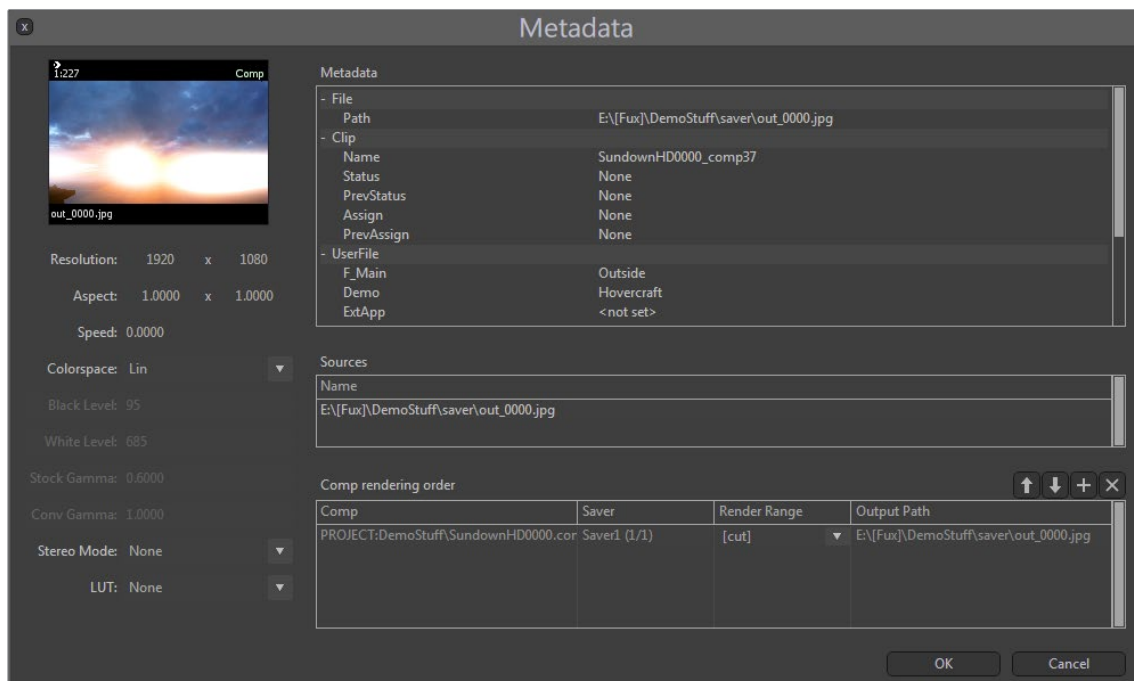 x
Metadata
1:227 Comp
out_0000.jpg
Resolution: 1920 x 1080
Aspect: 1.0000 x 1.0000
Speed: 0.0000
Colorspace: Lin
Black Level: 95
White Level: 685
Stock Gamma: 0.6000
Conv Gamma: 1.0000
Stereo Mode: None
LUT: None
Metadata
- File
Path E:\[Fux]\DemoStuff\saver\out_0000.jpg
- Clip
Name SundownHD0000_comp37
Status None
PrevStatus None
Assign None
PrevAssign None
- UserFile
F_Main Outside
Demo Hovercraft
ExtApp <not set>
Sources
Name
E:\[Fux]\DemoStuff\saver\out_0000.jpg
Comp rendering order
Comp Saver Render Range Output Path
PROJECT:DemoStuff\SundownHD0000.cor Saver1 (1/1) [cut] E:\[Fux]\DemoStuff\saver\out_0000.jpg
OK Cancel